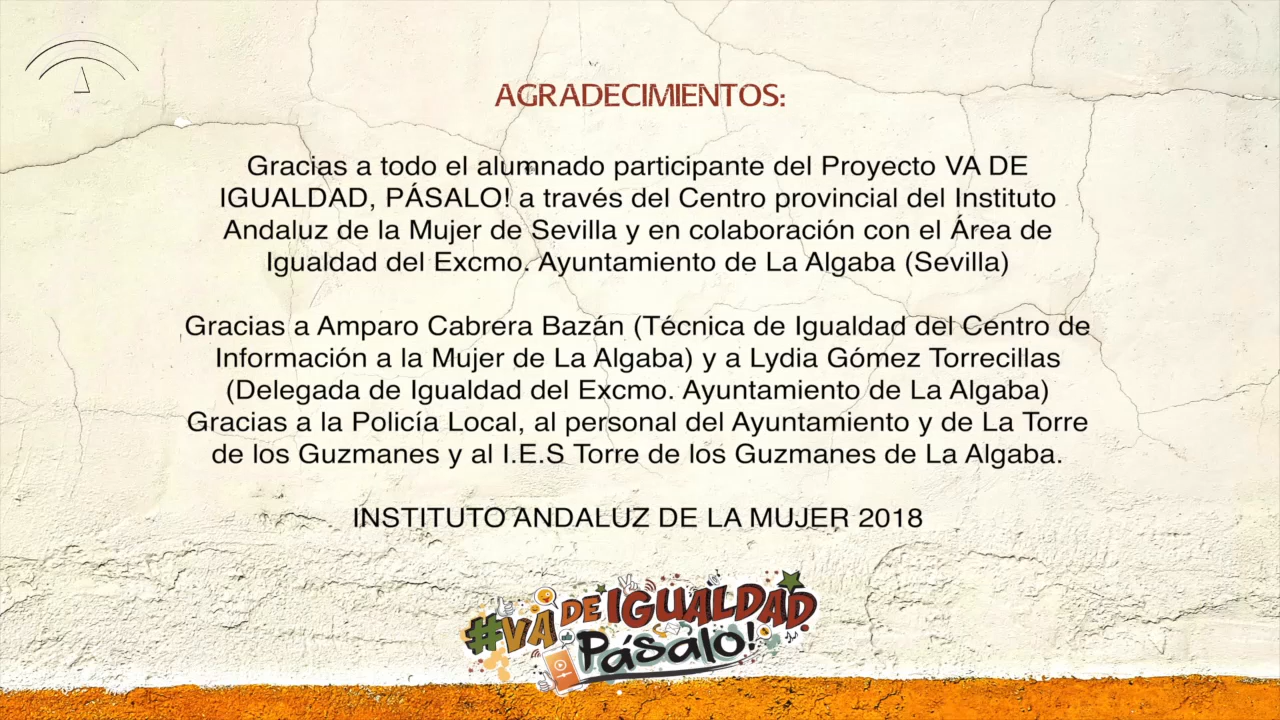 AGRADECIMIENTOS:
Gracias a todo el alumnado participante del Proyecto VA DE
IGUALDAD, PÁSALO! a través del Centro provincial del Instituto
Andaluz de la Mujer de Sevilla y en colaboración con el Área de
Igualdad del Excmo. Ayuntamiento de La Algaba (Sevilla)
Gracias a Amparo Cabrera Bazán (Técnica de Igualdad del Centro de
Información a la Mujer de La Algaba) y a Lydia Gómez Torrecillas
(Delegada de Igualdad del Excmo. Ayuntamiento de La Algaba)
Gracias a la Policía Local, al personal del Ayuntamiento y de La Torre
de los Guzmanes y al I.E.S Torre de los Guzmanes de La Algaba.
INSTITUTO ANDALUZ DE LA MUJER 2018
#VA DE IGUALDAD.
Pásalo!